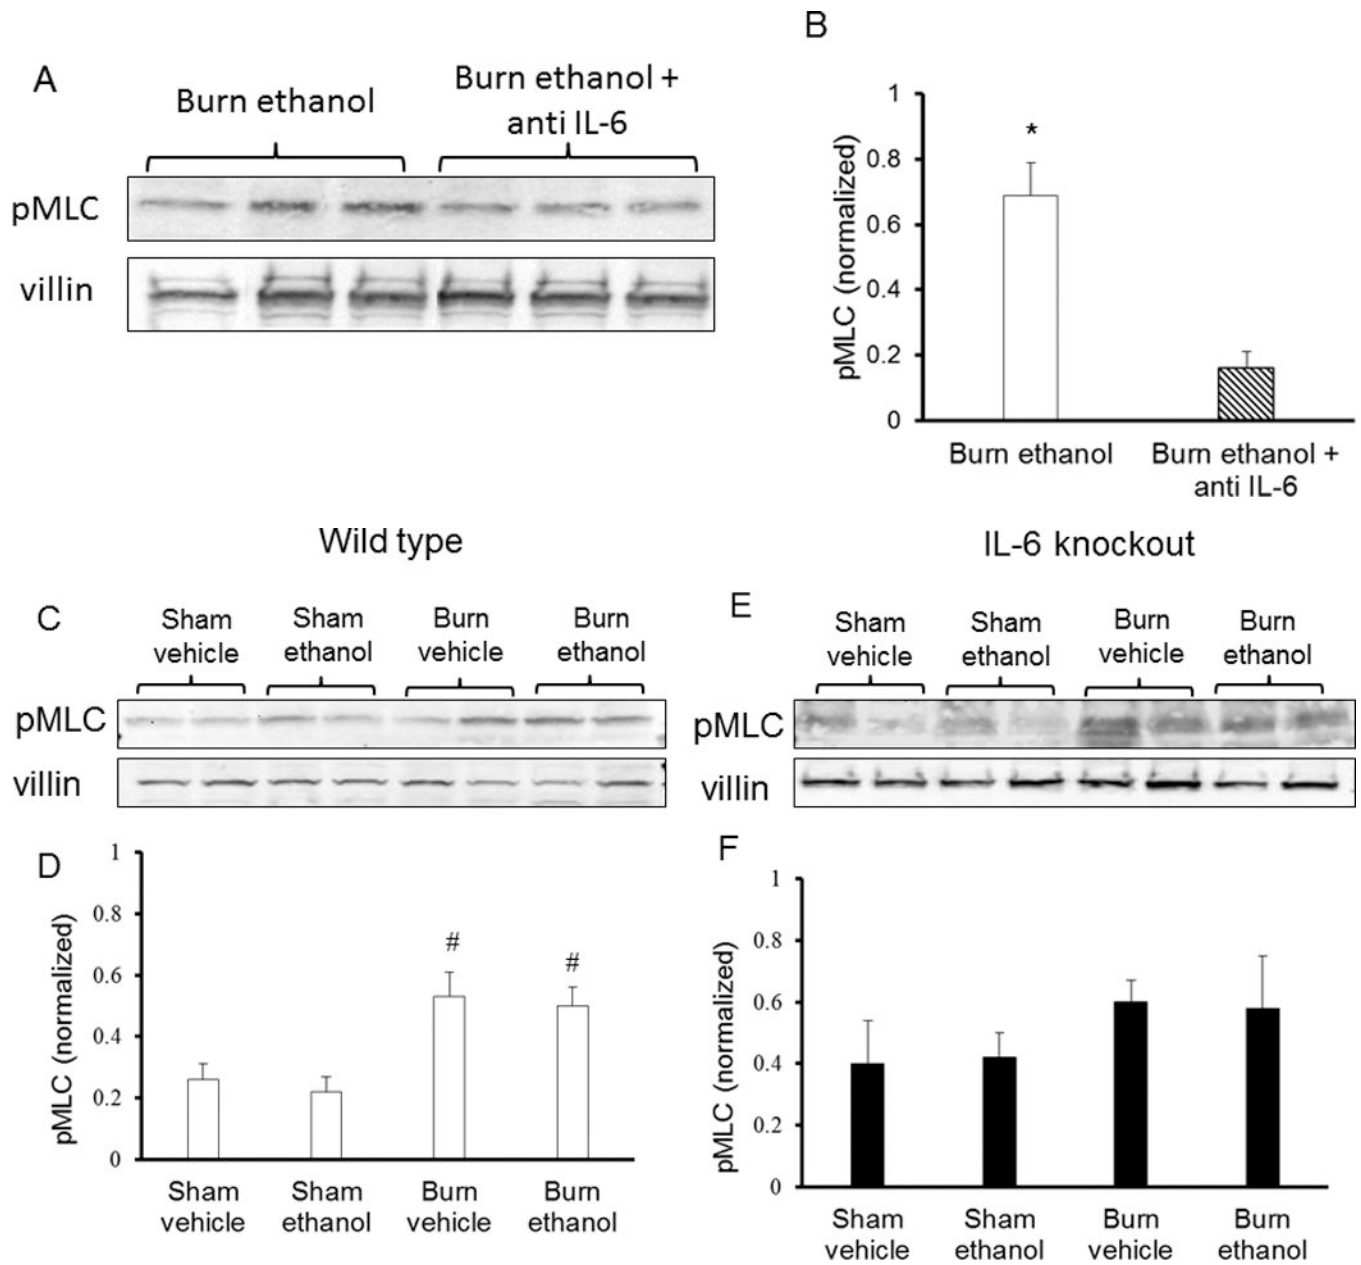 A
Burn ethanol
Burn ethanol +
anti IL-6
pMLC
villin
B
pMLC (normalized)
1
0.8
0.6
0.4
0.2
0
*
Burn ethanol
Burn ethanol +
anti IL-6
Wild type
IL-6 knockout
C
Sham
vehicle
Sham
ethanol
Burn
vehicle
Burn
ethanol
pMLC
villin
E
Sham
vehicle
Sham
ethanol
Burn
vehicle
Burn
ethanol
pMLC
villin
D
pMLC (normalized)
1
0.8
0.6
0.4
0.2
0
#
#
Sham
vehicle
Sham
ethanol
Burn
vehicle
Burn
ethanol
F
pMLC (normalized)
1
0.8
0.6
0.4
0.2
0
Sham
vehicle
Sham
ethanol
Burn
vehicle
Burn
ethanol